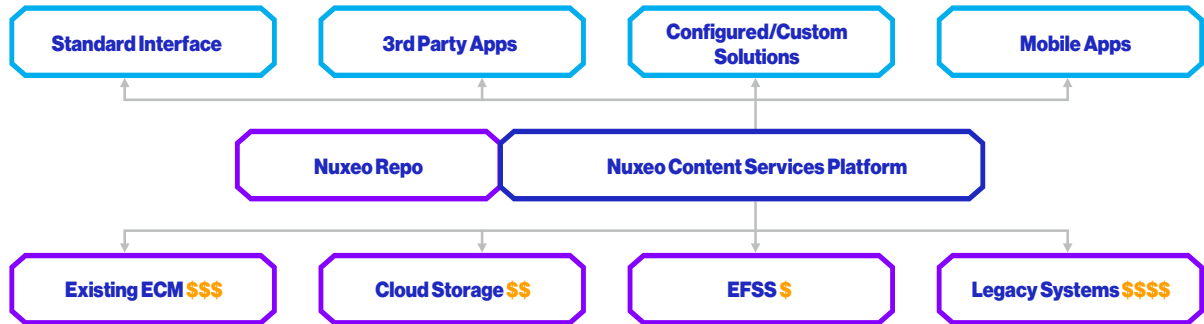 Standard Interface
3rd Party Apps
Configured/Custom
Solutions
Mobile Apps
Nuxeo Repo
Nuxeo Content Services Platform
Existing ECM $$$
Cloud Storage $$
EFSS $
Legacy Systems $$$$